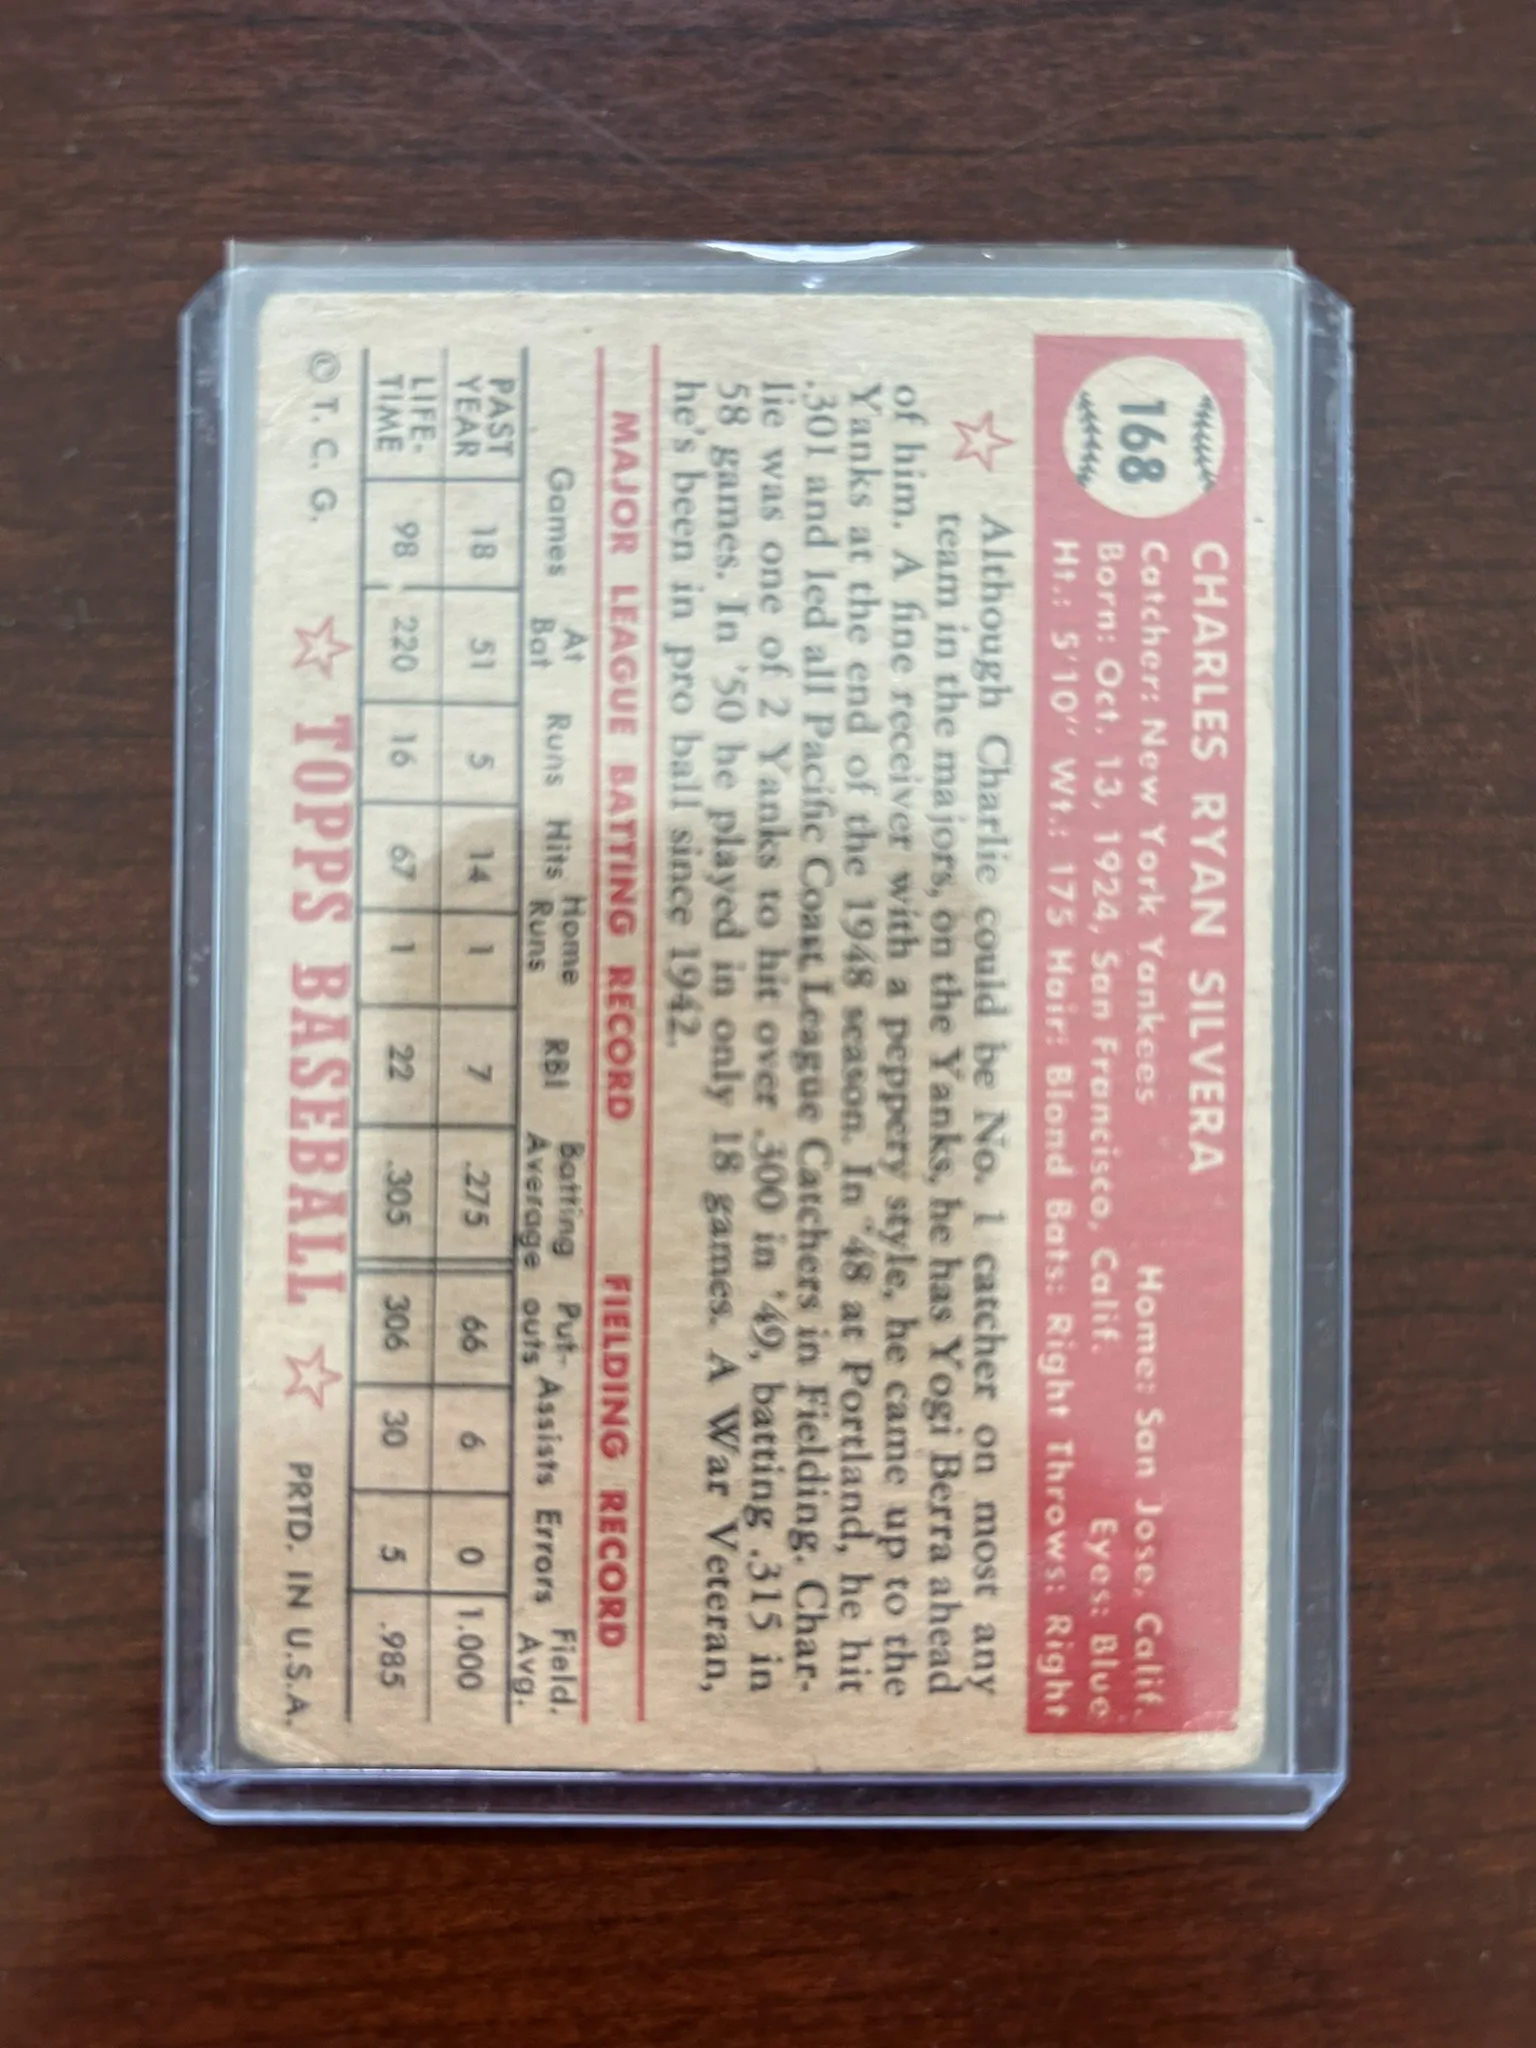 168
CHARLES RYAN SILVERA
Catcher: New York Yankees Home: San Jose, Calif.
Born: Oct. 13, 1924, San Francisco, Calif. Eyes: Blue
Ht.: 5'10'' Wt.: 175 Hair: Blond Bats: Right Throws: Right
Although Charlie could be No. 1 catcher on most any
team in the majors, on the Yanks, he has Yogi Berra ahead
of him. A fine receiver with a peppery style, he came up to the
Yanks at the end of the 1948 season. In '48 at Portland, he hit
.301 and led all Pacific Coast League Catchers in Fielding. Char-
lie was one of 2 Yanks to hit over .300 in '49, batting .315 in
58 games. In '50 he played in only 18 games. A War Veteran,
he's been in pro ball since 1942.
MAJOR LEAGUE BATTING RECORD FIELDING RECORD
Games At Bat Runs Hits Home Runs RBI Batting Average Put-outs Assists Errors Field. Avg.
PAST YEAR 18 51 5 14 1 7 .275 66 6 0 1.000
LIFE-TIME 98 220 16 67 1 22 .305 306 30 5 .985
© T. C. G. TOPPS BASEBALL PRTD. IN U.S.A.